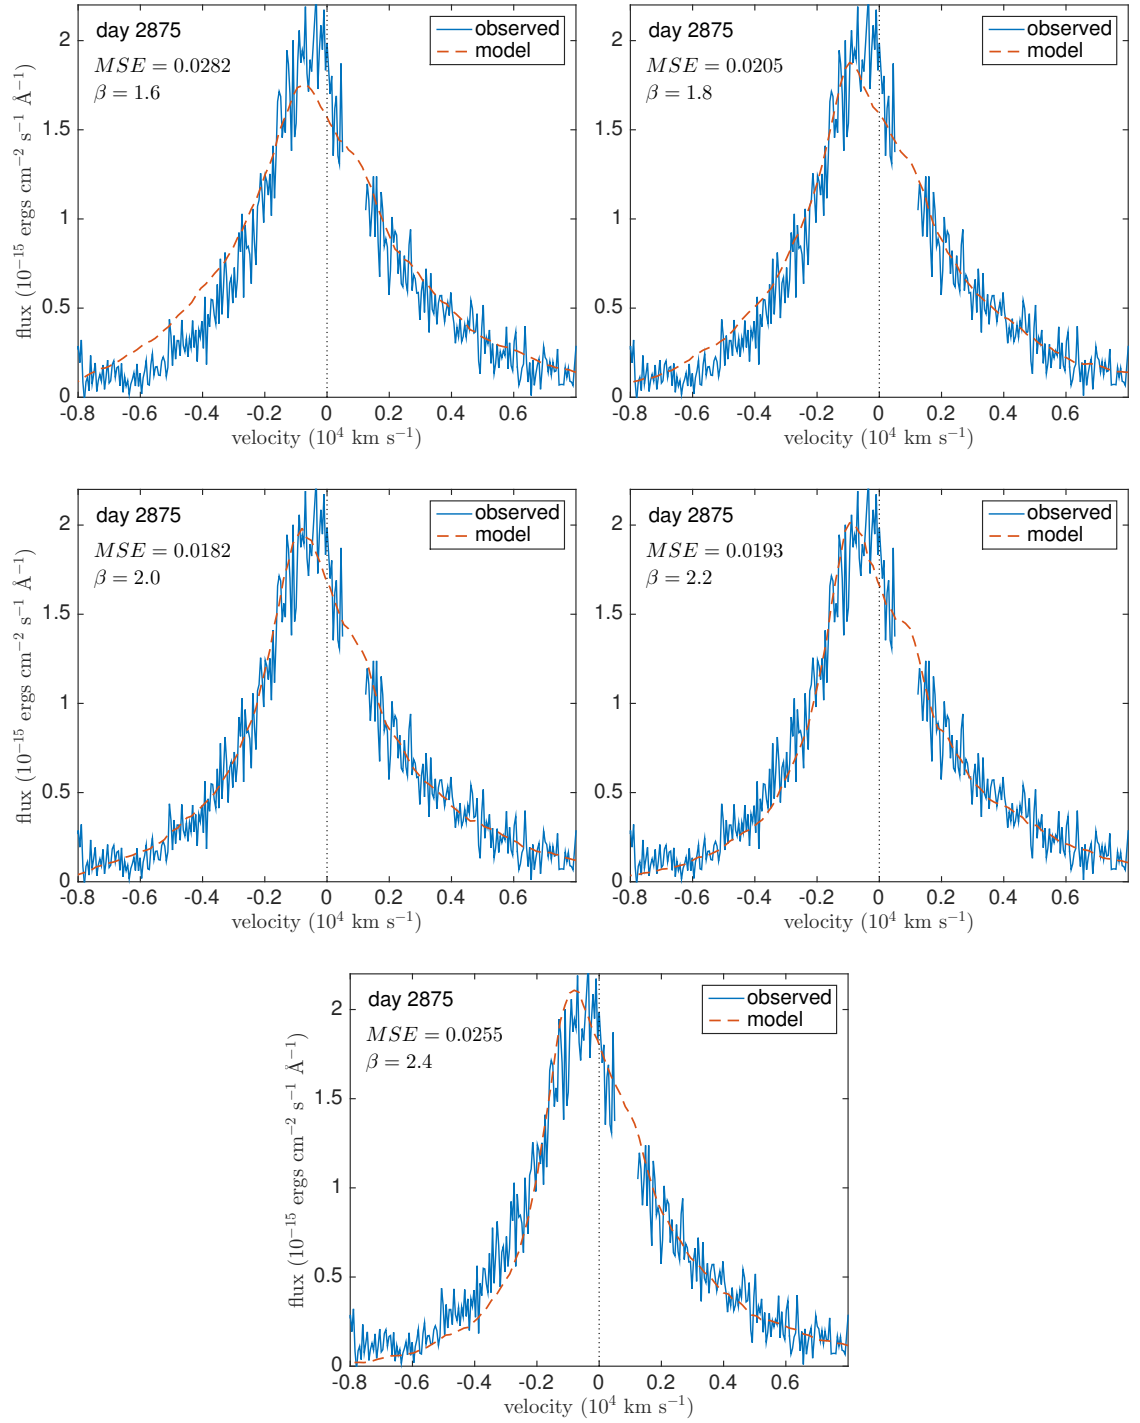 day 2875
MSE = 0.0282
β = 1.6
observed
model
2
1.5
1
0.5
0
-0.8 -0.6 -0.4 -0.2 0 0.2 0.4 0.6
velocity (10⁴ km s⁻¹)
flux (10⁻¹⁵ ergs cm⁻² s⁻¹ Å⁻¹)
day 2875
MSE = 0.0205
β = 1.8
observed
model
2
1.5
1
0.5
0
-0.8 -0.6 -0.4 -0.2 0 0.2 0.4 0.6
velocity (10⁴ km s⁻¹)
day 2875
MSE = 0.0182
β = 2.0
observed
model
2
1.5
1
0.5
0
-0.8 -0.6 -0.4 -0.2 0 0.2 0.4 0.6
velocity (10⁴ km s⁻¹)
flux (10⁻¹⁵ ergs cm⁻² s⁻¹ Å⁻¹)
day 2875
MSE = 0.0193
β = 2.2
observed
model
2
1.5
1
0.5
0
-0.8 -0.6 -0.4 -0.2 0 0.2 0.4 0.6
velocity (10⁴ km s⁻¹)
day 2875
MSE = 0.0255
β = 2.4
observed
model
2
1.5
1
0.5
0
-0.8 -0.6 -0.4 -0.2 0 0.2 0.4 0.6
velocity (10⁴ km s⁻¹)
flux (10⁻¹⁵ ergs cm⁻² s⁻¹ Å⁻¹)